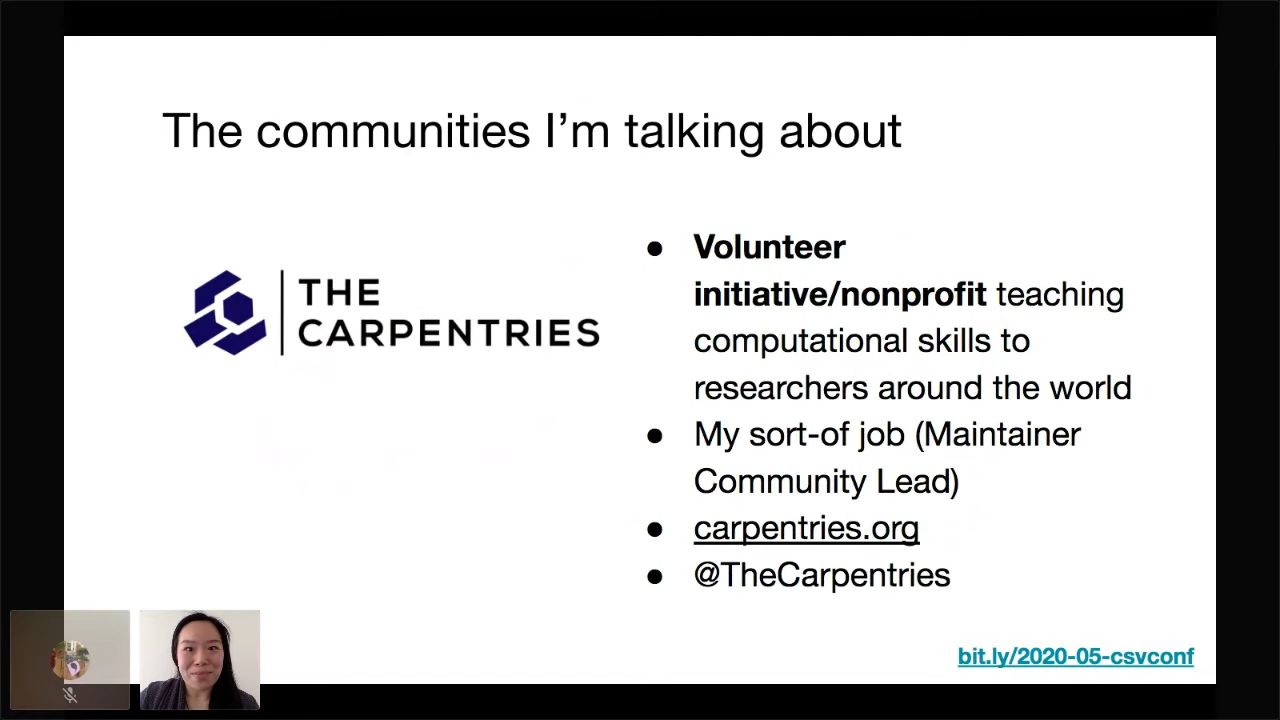 The communities I'm talking about
THE
CARPENTRIES
● Volunteer
initiative/nonprofit teaching
computational skills to
researchers around the world
● My sort-of job (Maintainer
Community Lead)
● carpentries.org
● @TheCarpentries
bit.ly/2020-05-csvconf